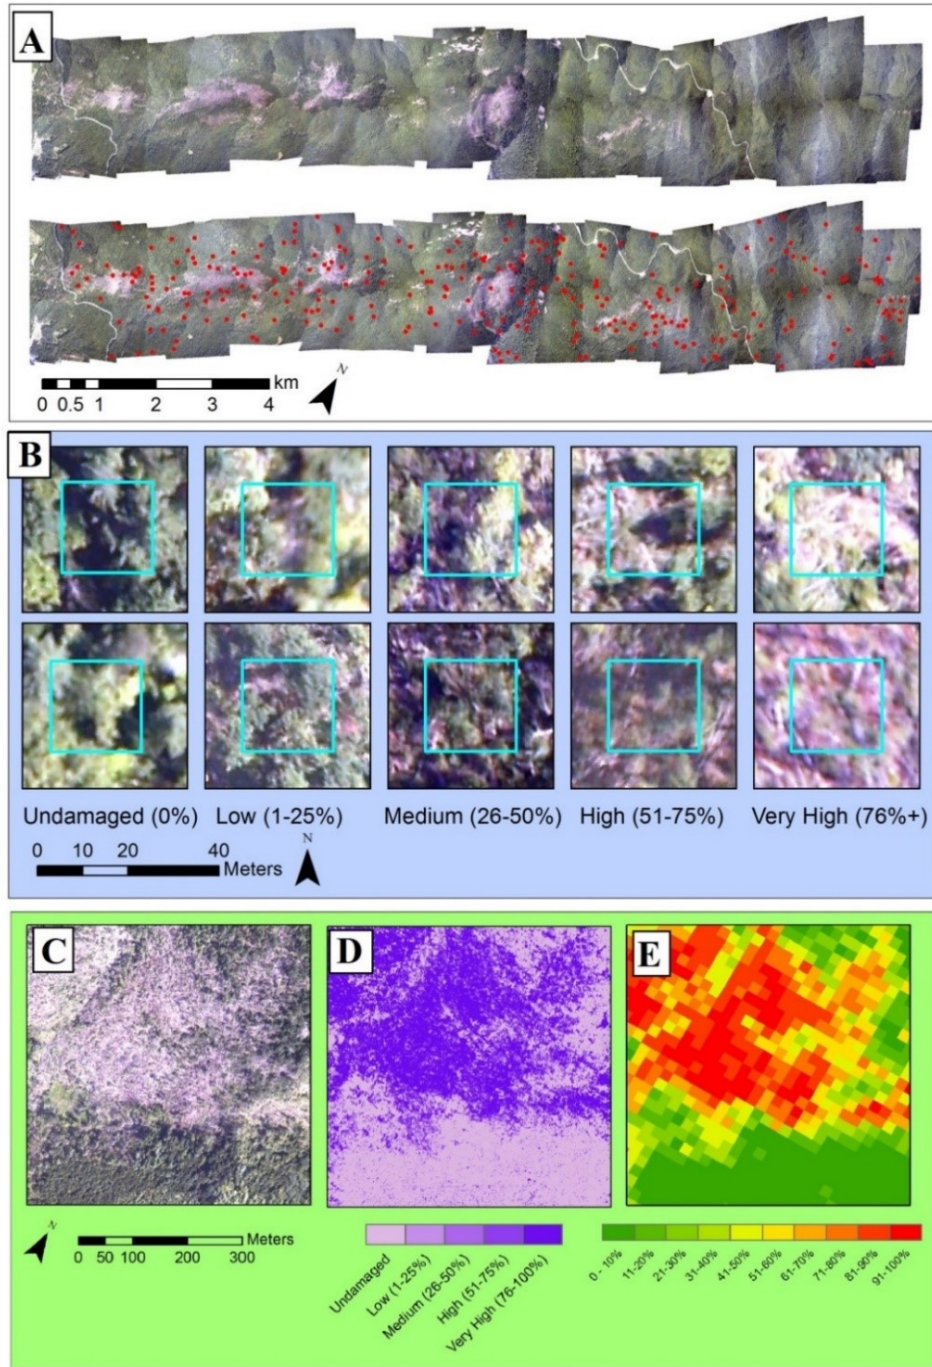 A
N
km
0 0.5 1 2 3 4
B
Undamaged (0%) Low (1-25%) Medium (26-50%) High (51-75%) Very High (76%+)
0 10 20 40
Meters
N
C D E
N
Meters
0 50 100 200 300
Undamaged
Low (1-25%)
Medium (26-50%)
High (51-75%)
Very High (76-100%)
0 - 10%
11-20%
21-30%
31-40%
41-50%
51-60%
61-70%
71-80%
81-90%
91-100%